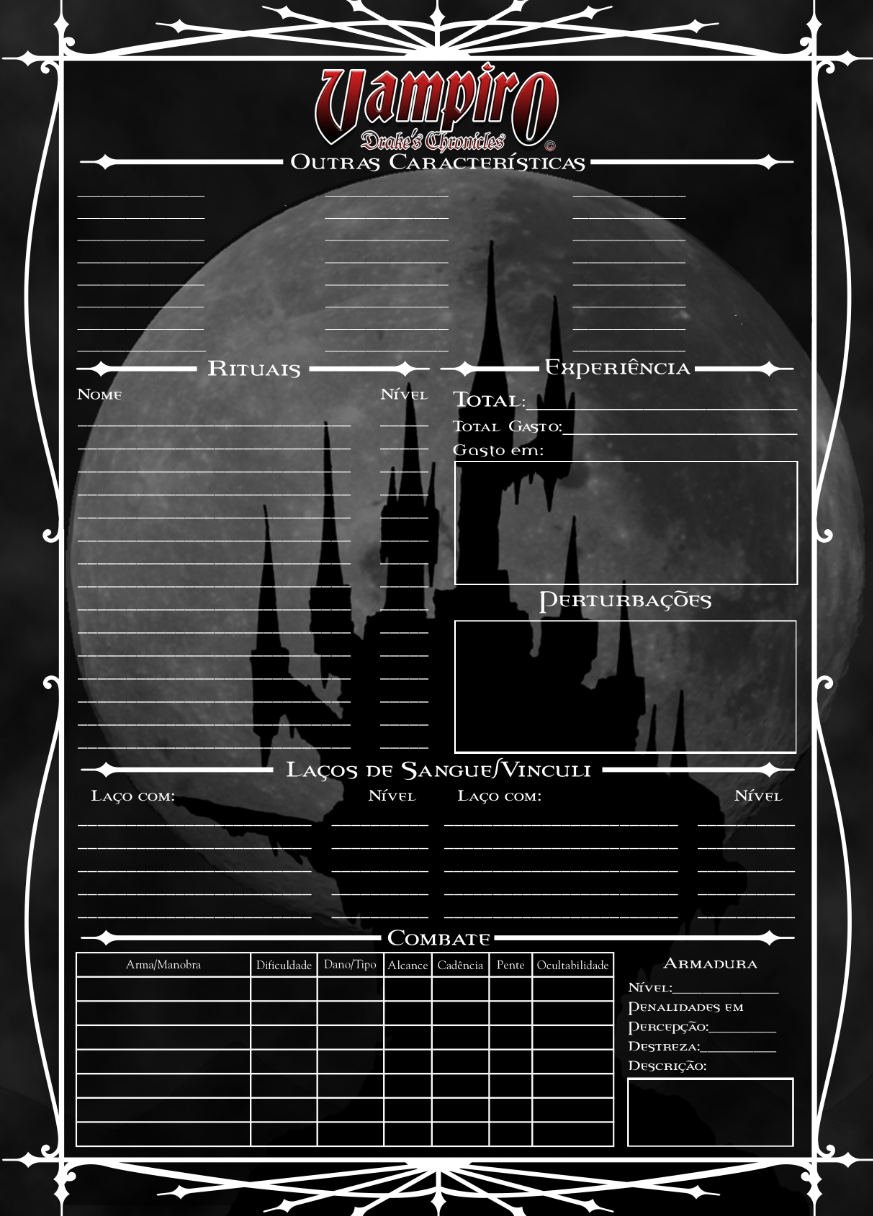 Vampiro
Drake's Chronicles
©
Outras Características
Rituais
Nome Nível
Experiência
Total:
Total Gasto:
Gasto em:
Perturbações
Laços de Sangue/Vinculi
Laço com: Nível Laço com: Nível
Combate
Arma/Manobra Dificuldade Dano/Tipo Alcance Cadência Pente Ocultabilidade
Armadura
Nível:
Penalidades em
Percepção:
Destreza:
Descrição: